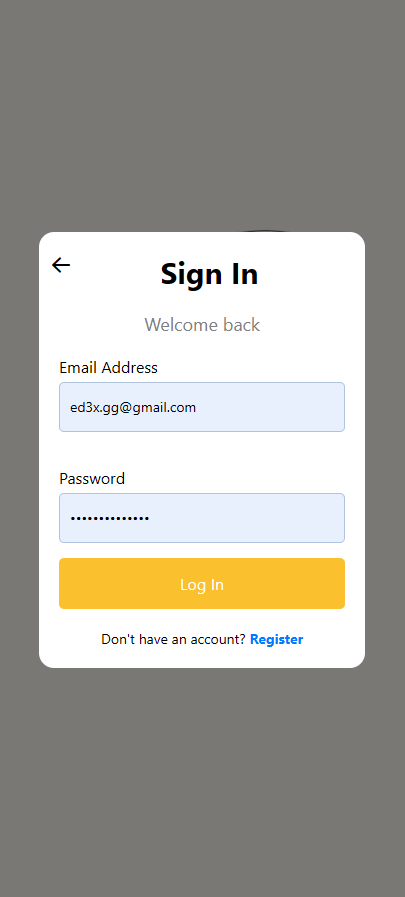 Sign In
Welcome back
Email Address
ed3x.gg@gmail.com
Password
••••••••••••••
Log In
Don't have an account? Register